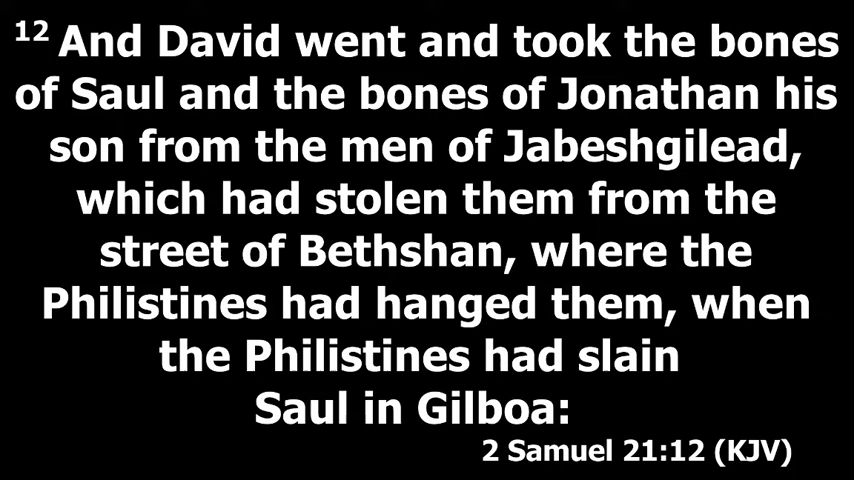 12 And David went and took the bones
of Saul and the bones of Jonathan his
son from the men of Jabeshgilead,
which had stolen them from the
street of Bethshan, where the
Philistines had hanged them, when
the Philistines had slain
Saul in Gilboa:
2 Samuel 21:12 (KJV)